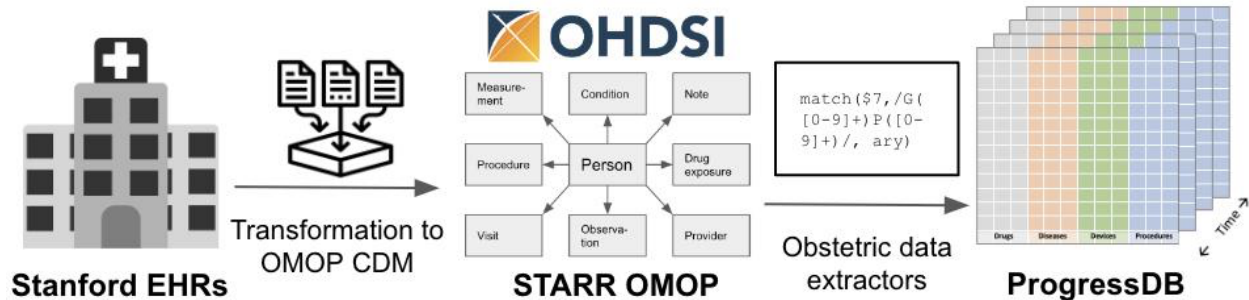 OHDSI
Measure-
ment
Condition
Note
Procedure
Person
Drug
exposure
Visit
Observa-
tion
Provider
match($7,/G(
[0-9]+)P([0-
9]+)/, ary)
Drugs
Diseases
Devices
Procedures
Time
Transformation to
OMOP CDM
Obstetric data
extractors
Stanford EHRs
STARR OMOP
ProgressDB